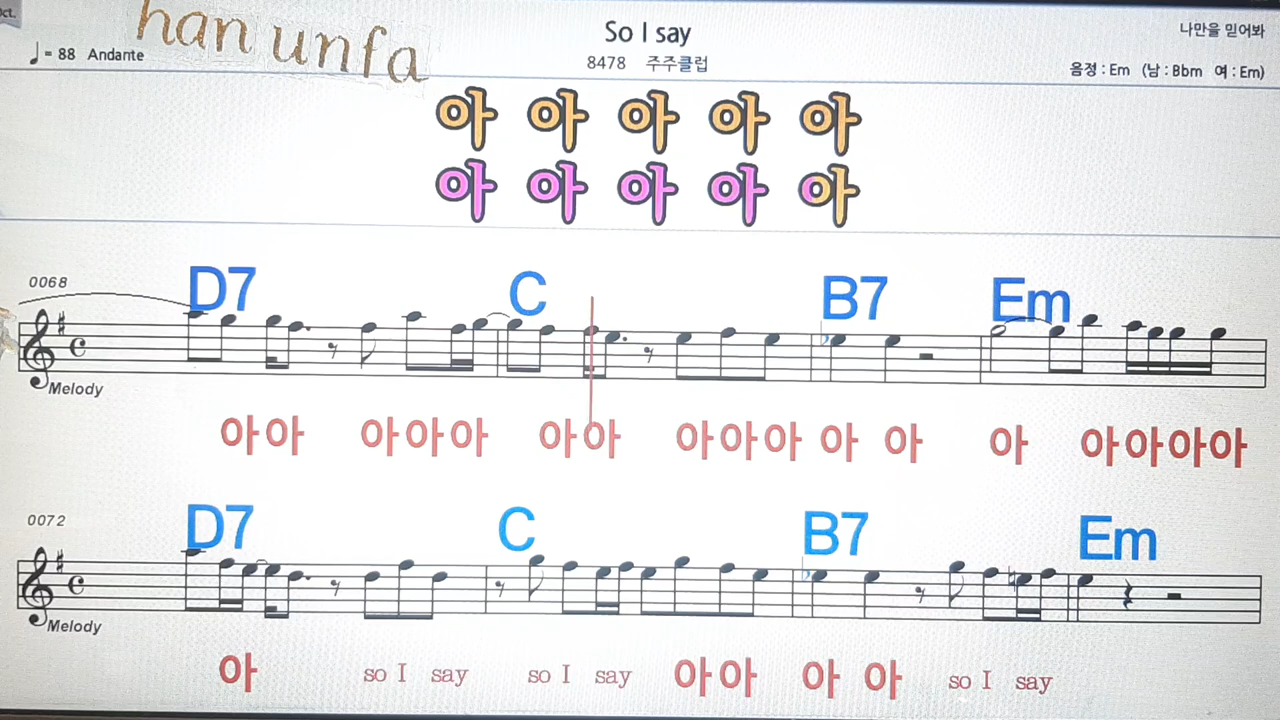 Oct.
han unfa
So I say
나만을 믿어봐
♩= 88 Andante
8478 주주클럽
음정 : Em (남 : Bbm 여 : Em)
아 아 아 아 아
아 아 아 아 아
0068
D7 C B7 Em
Melody
아 아 아 아 아 아 아 아 아 아 아 아 아 아 아 아 아
0072
D7 C B7 Em
Melody
아 so I say so I say 아 아 아 아 so I say